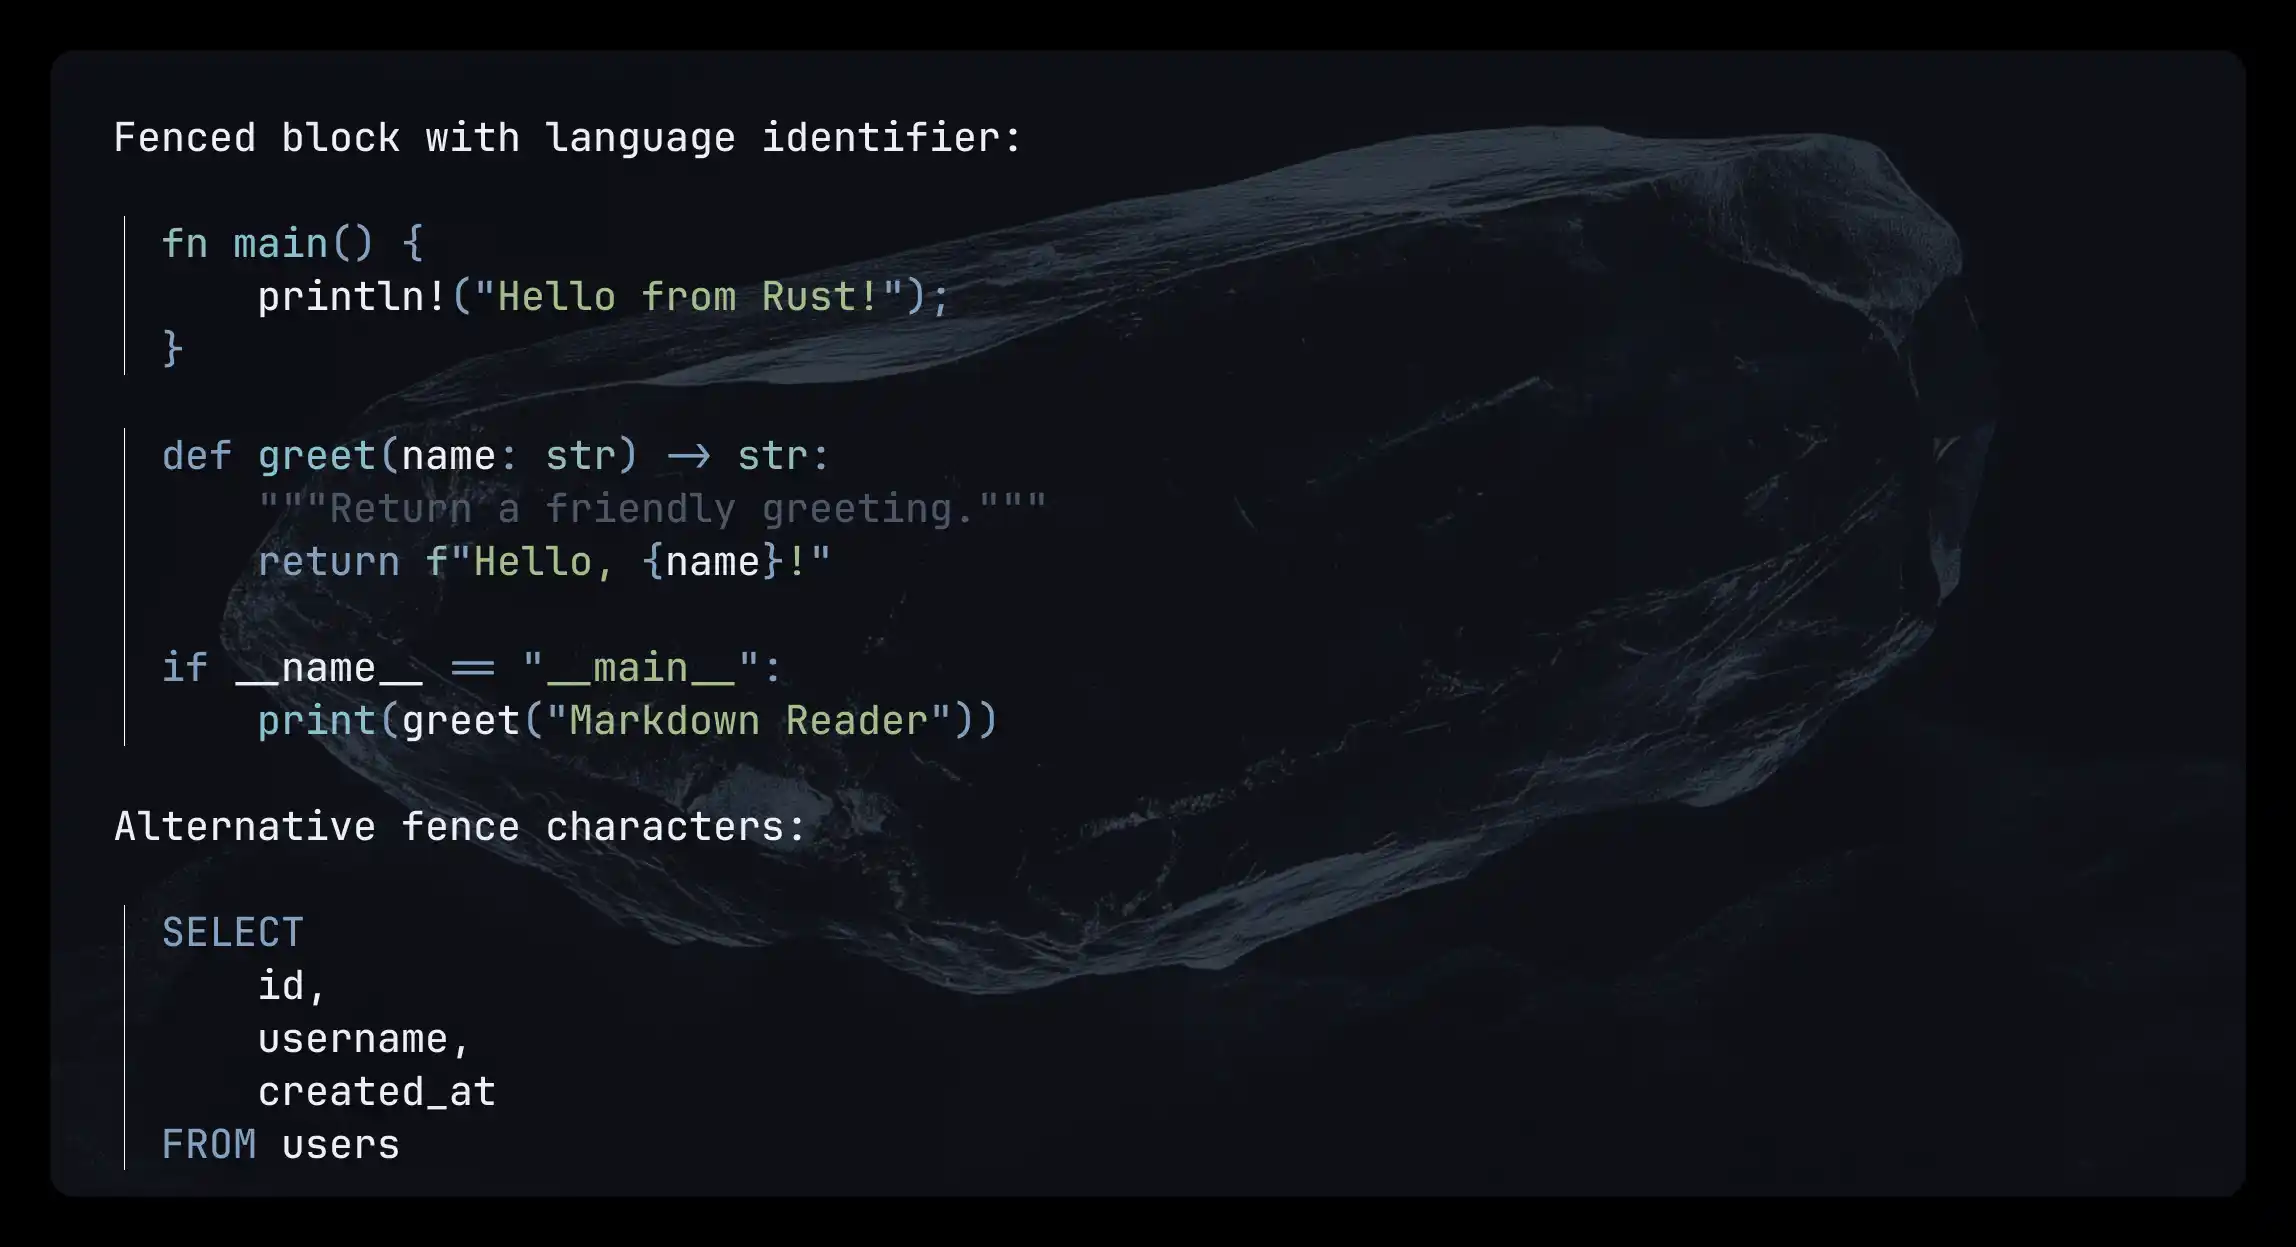 Fenced block with language identifier:
fn main() {
    println!("Hello from Rust!");
}
def greet(name: str) -> str:
    """Return a friendly greeting."""
    return f"Hello, {name}!"
if __name__ == "__main__":
    print(greet("Markdown Reader"))
Alternative fence characters:
SELECT
    id,
    username,
    created_at
FROM users